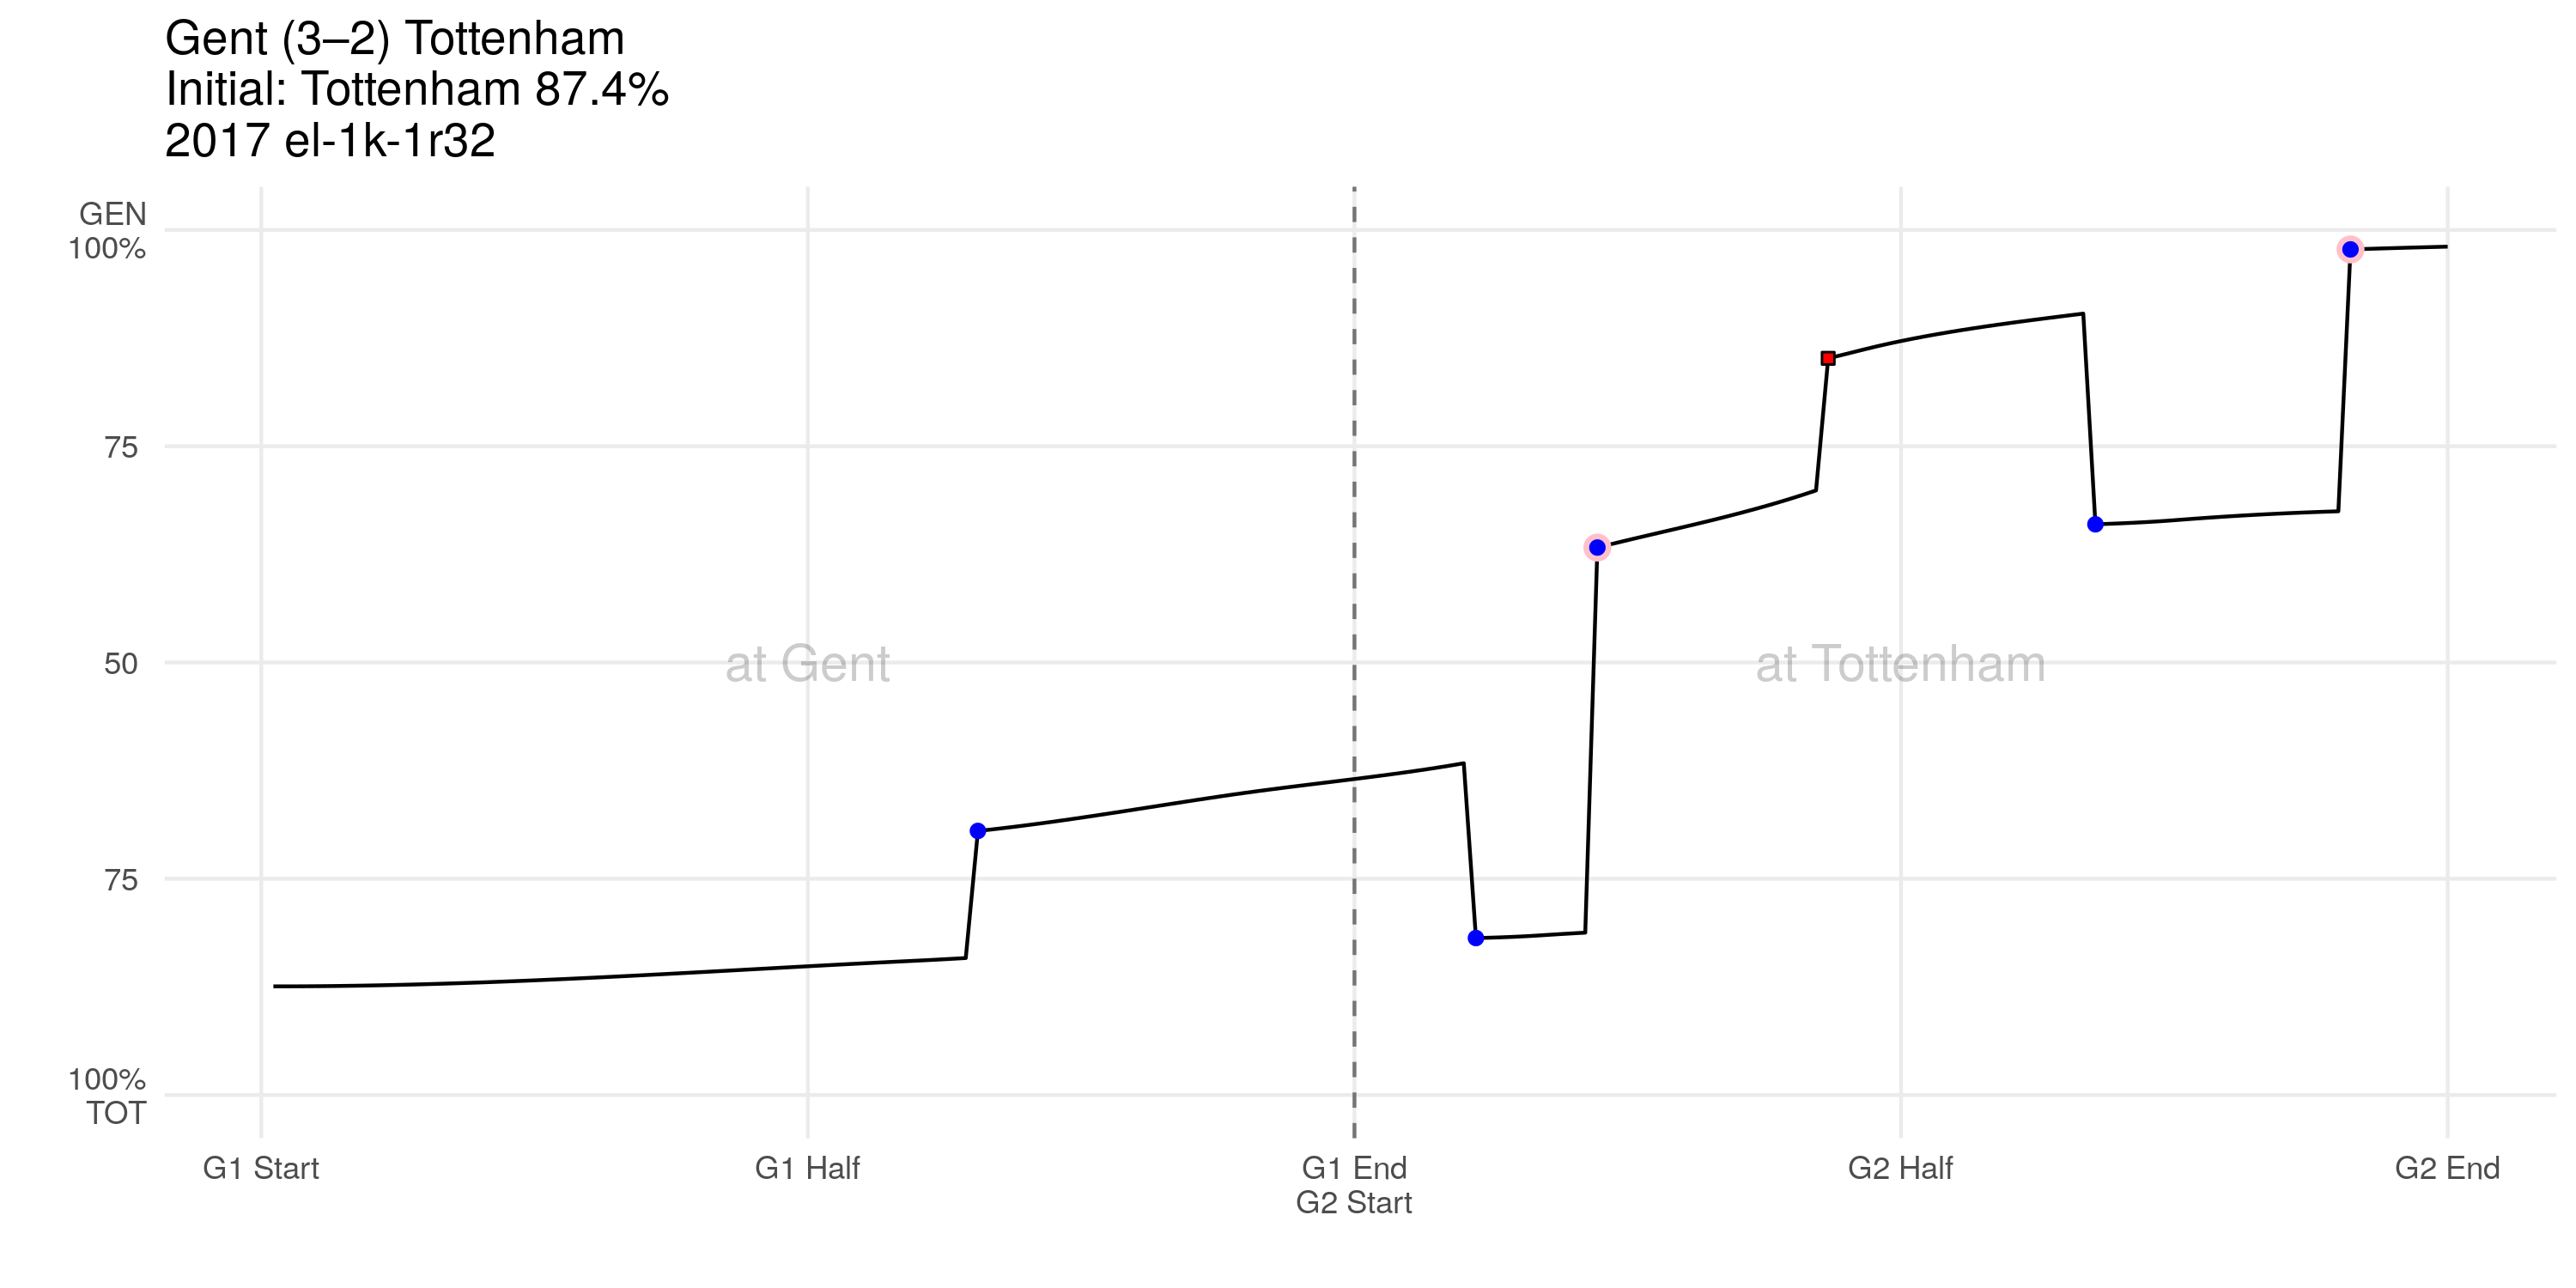 Gent (3–2) Tottenham
Initial: Tottenham 87.4%
2017 el-1k-1r32
GEN
100%
75
50
75
100%
TOT
at Gent
at Tottenham
G1 Start
G1 Half
G1 End
G2 Start
G2 Half
G2 End